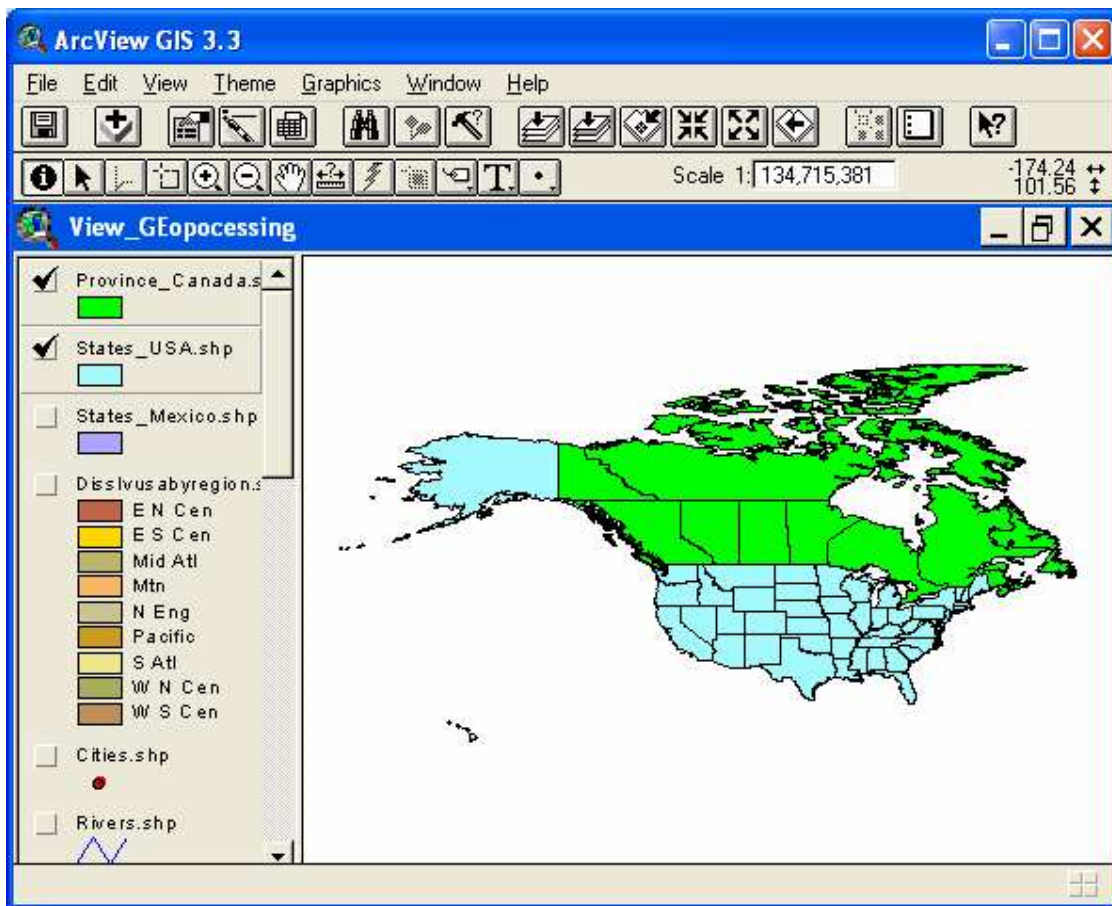 ArcView GIS 3.3
File Edit View Theme Graphics Window Help
Scale 1: 134,715,381
-174.24
101.56
View_GEopocessing
Province_Canada.s
States_USA.shp
States_Mexico.shp
Disslvusabyregion.s
EN Cen
ES Cen
Mid Atl
Mtn
N Eng
Pacific
S Atl
W N Cen
W S Cen
Cities.shp
Rivers.shp